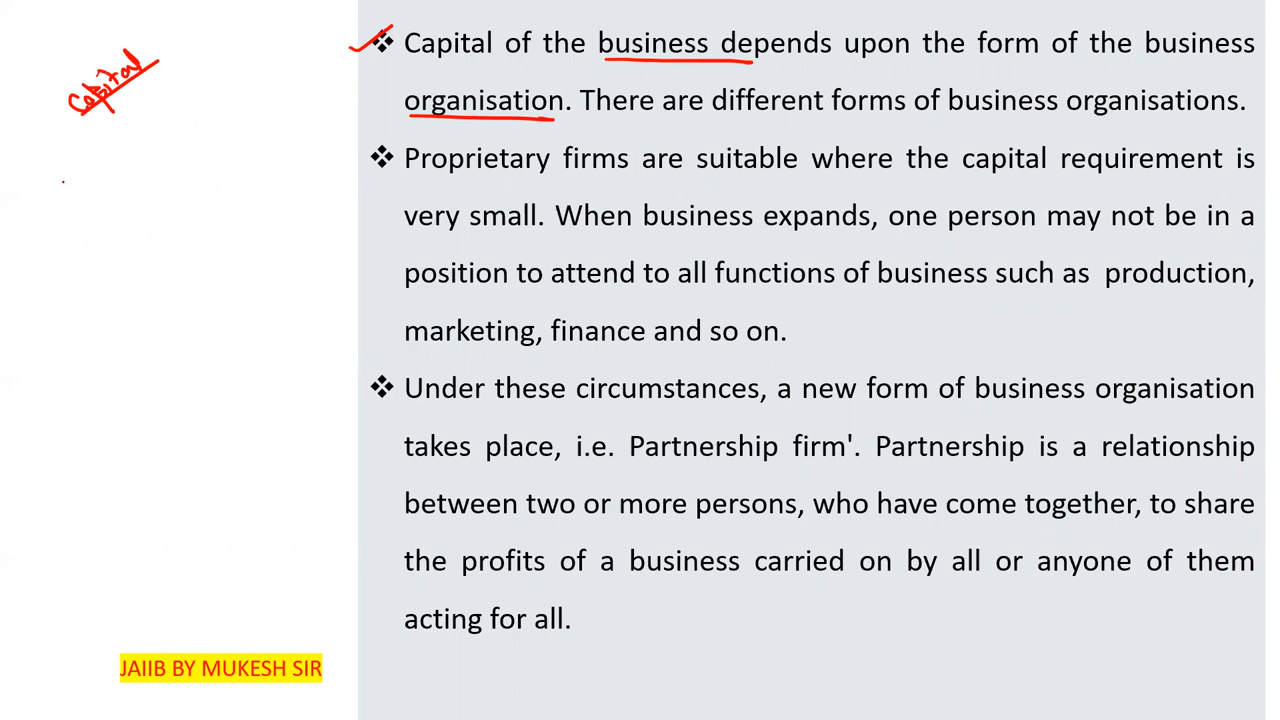 Capital
❖ Capital of the business depends upon the form of the business
organisation. There are different forms of business organisations.
❖ Proprietary firms are suitable where the capital requirement is
very small. When business expands, one person may not be in a
position to attend to all functions of business such as production,
marketing, finance and so on.
❖ Under these circumstances, a new form of business organisation
takes place, i.e. Partnership firm'. Partnership is a relationship
between two or more persons, who have come together, to share
the profits of a business carried on by all or anyone of them
acting for all.
JAIIB BY MUKESH SIR